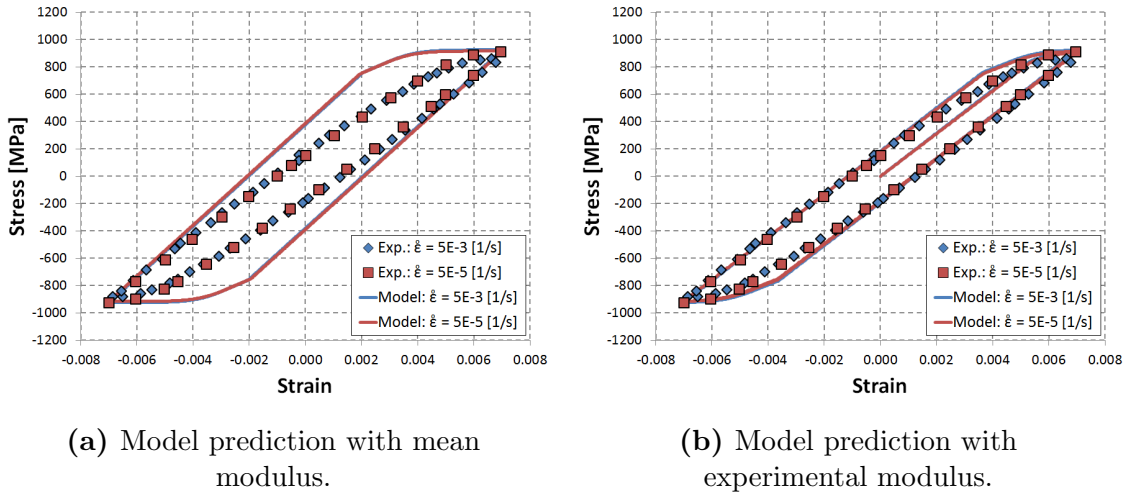 1200
1000
800
600
400
200
0
-200
-400
-600
-800
-1000
-1200
Stress [MPa]
-0.008 -0.006 -0.004 -0.002 0.000 0.002 0.004 0.006 0.008
Strain
Exp.: ε̊ = 5E-3 [1/s]
Exp.: ε̊ = 5E-5 [1/s]
Model: ε̊ = 5E-3 [1/s]
Model: ε̊ = 5E-5 [1/s]
(a) Model prediction with mean
modulus.
1200
1000
800
600
400
200
0
-200
-400
-600
-800
-1000
-1200
Stress [MPa]
-0.008 -0.006 -0.004 -0.002 0.000 0.002 0.004 0.006 0.008
Strain
Exp.: ε̊ = 5E-3 [1/s]
Exp.: ε̊ = 5E-5 [1/s]
Model: ε̊ = 5E-3 [1/s]
Model: ε̊ = 5E-5 [1/s]
(b) Model prediction with
experimental modulus.